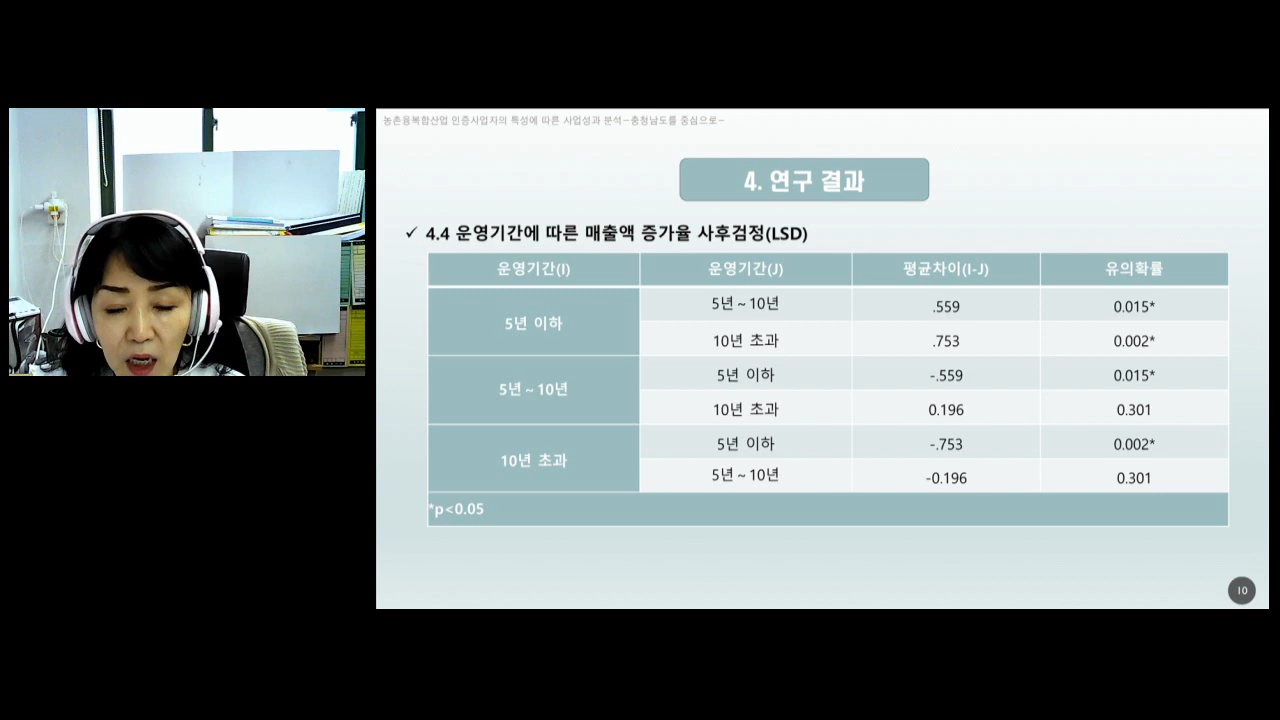 농촌융복합산업 인증사업자의 특성에 따른 사업성과 분석-충청남도를 중심으로-
4. 연구 결과
✓ 4.4 운영기간에 따른 매출액 증가율 사후검정(LSD)
운영기간(I) 운영기간(J) 평균차이(I-J) 유의확률
5년 이하 5년~10년 .559 0.015*
10년 초과 .753 0.002*
5년~10년 5년 이하 -.559 0.015*
10년 초과 0.196 0.301
10년 초과 5년 이하 -.753 0.002*
5년~10년 -0.196 0.301
*p<0.05
10